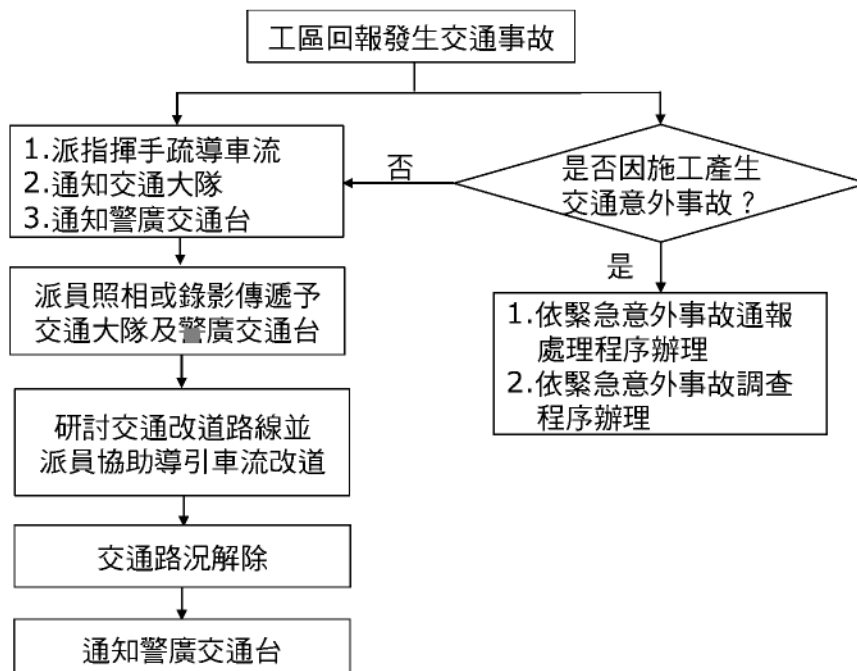 工區回報發生交通事故
1.派指揮手疏導車流
2.通知交通大隊
3.通知警廣交通台
否
是否因施工產生
交通意外事故？
是
派員照相或錄影傳遞予
交通大隊及警廣交通台
1.依緊急意外事故通報
處理程序辦理
2.依緊急意外事故調查
程序辦理
研討交通改道路線並
派員協助導引車流改道
交通路況解除
通知警廣交通台